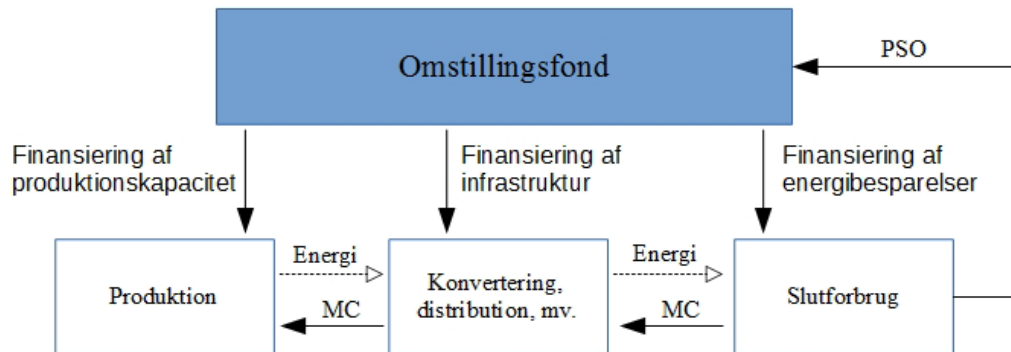 Omstillingsfond
PSO
Finansiering af
produktionskapacitet
Finansiering af
infrastruktur
Finansiering af
energibesparelser
Produktion
Energi
MC
Konvertering,
distribution, mv.
Energi
MC
Slutforbrug